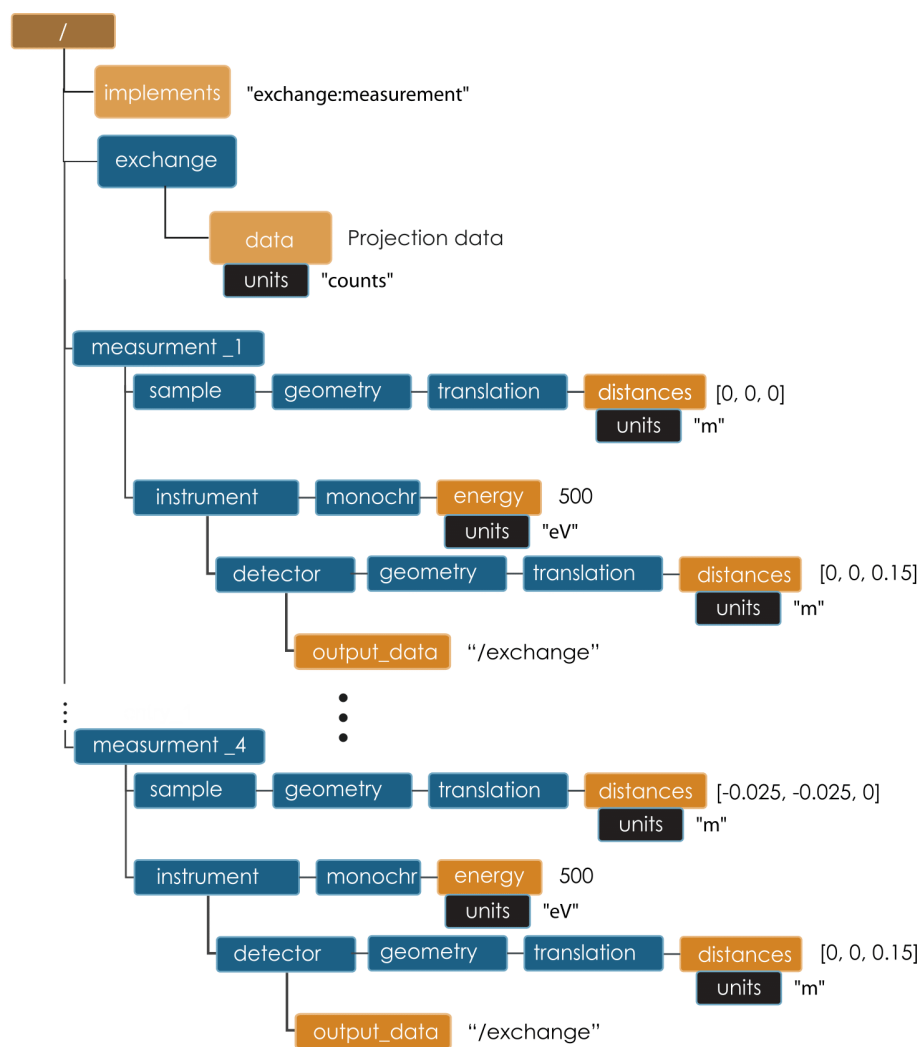 /
implements "exchange:measurement"
exchange
data Projection data
units "counts"
measurment _1
sample geometry translation distances [0, 0, 0]
units "m"
instrument monochr energy 500
units "eV"
detector geometry translation distances [0, 0, 0.15]
units "m"
output_data “/exchange”
measurment _4
sample geometry translation distances [-0.025, -0.025, 0]
units "m"
instrument monochr energy 500
units "eV"
detector geometry translation distances [0, 0, 0.15]
units "m"
output_data “/exchange”